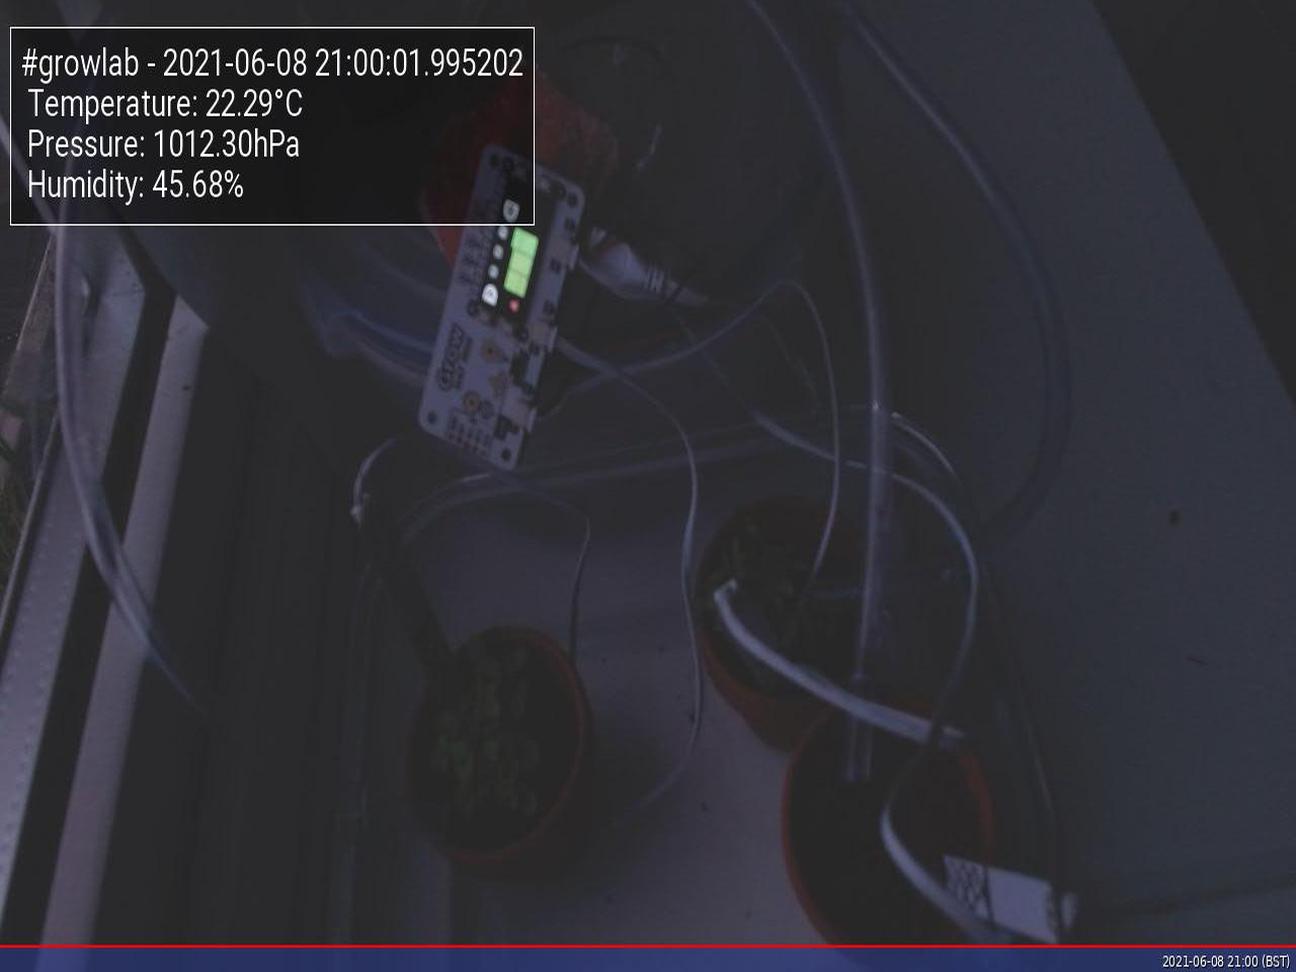 #growlab - 2021-06-08 21:00:01.995202
Temperature: 22.29°C
Pressure: 1012.30hPa
Humidity: 45.68%
GROW
2021-06-08 21:00 (BST)